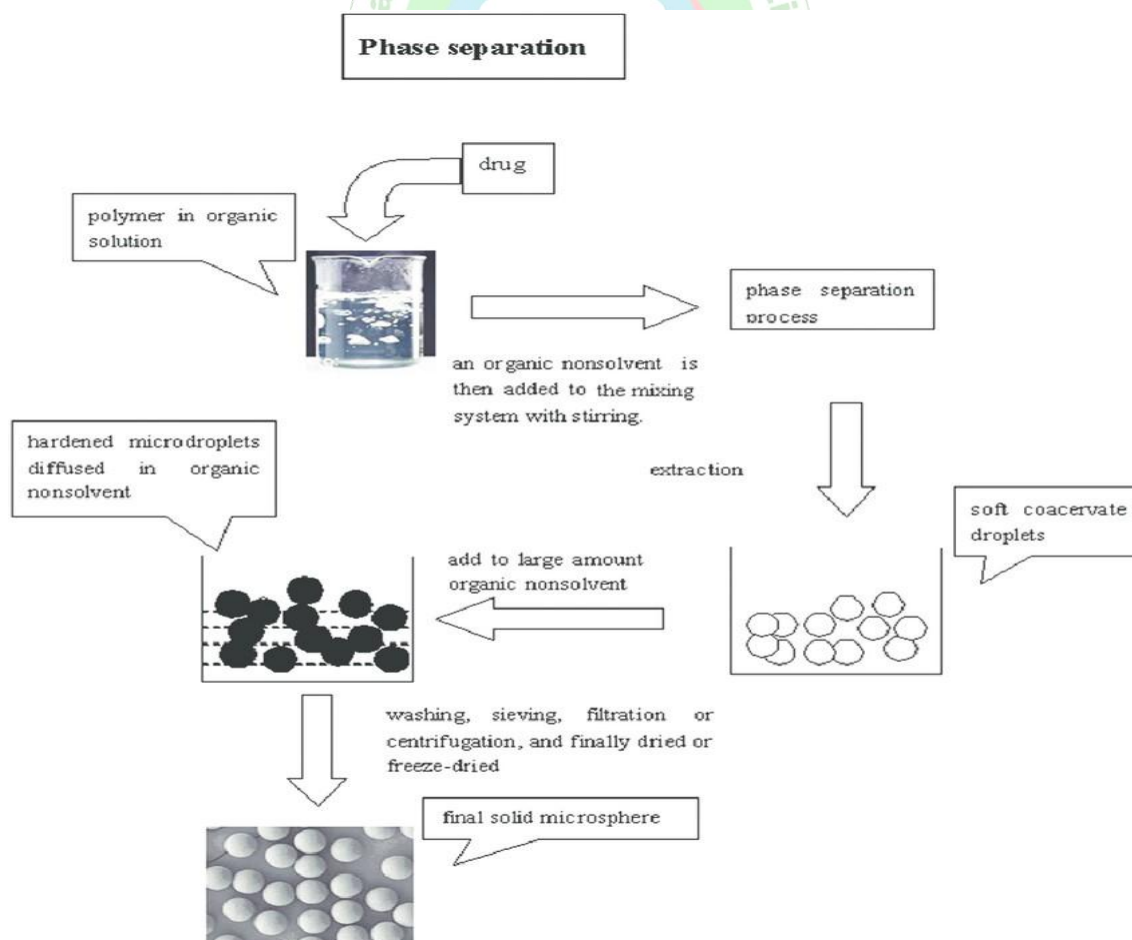 Phase separation
drug
polymer in organic
solution
phase separation
process
an organic nonsolvent is
then added to the mixing
system with stirring.
hardened microdroplets
diffused in organic
nonsolvent
extraction
soft coacervate
droplets
add to large amount
organic nonsolvent
washing, sieving, filtration or
centrifugation, and finally dried or
freeze-dried
final solid microsphere